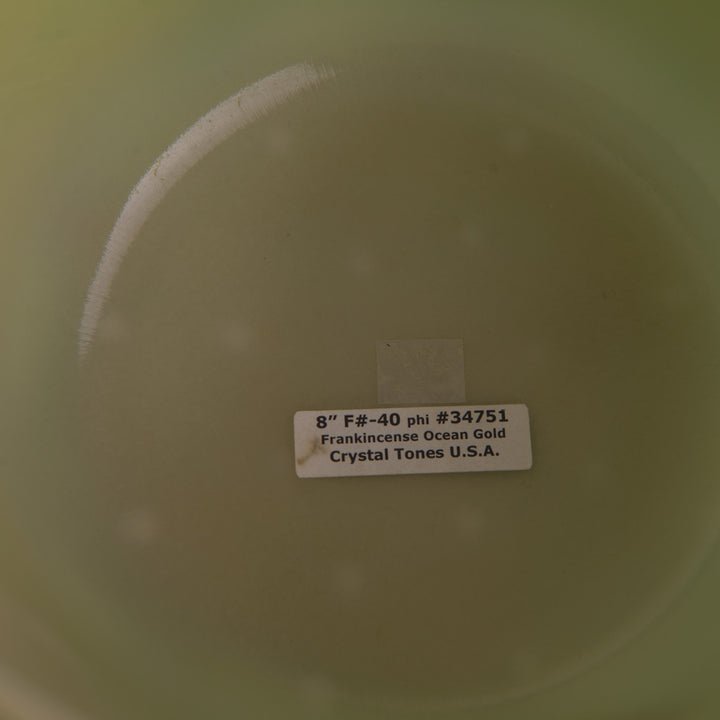 8” F#-40 phi #34751
Frankincense Ocean Gold
Crystal Tones U.S.A.